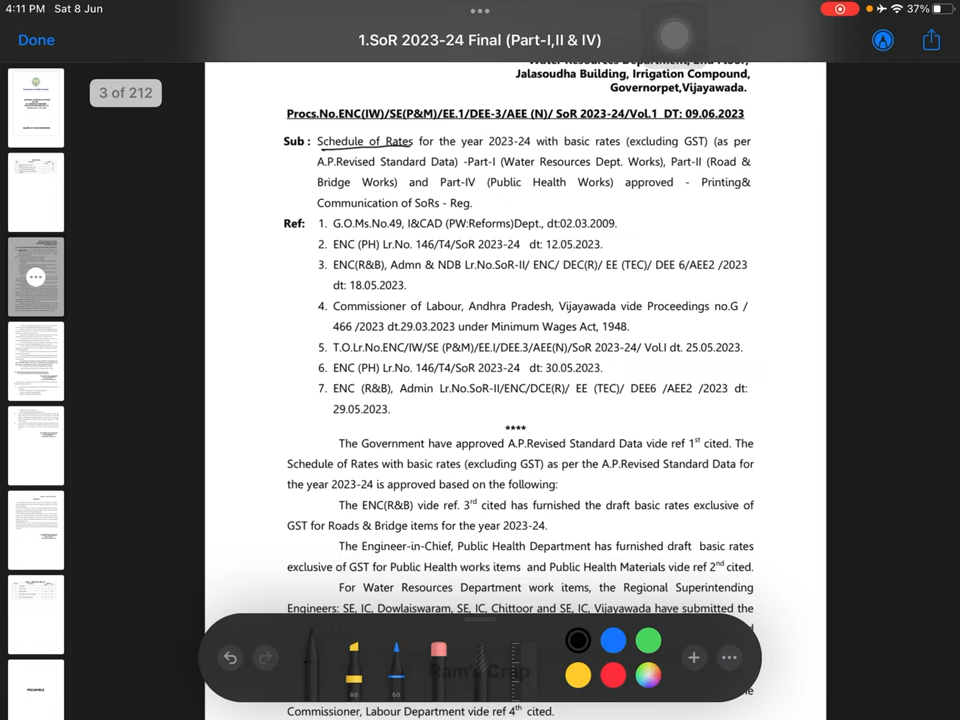 4:11 PM Sat 8 Jun
37%
Done
1.SoR 2023-24 Final (Part-I,II & IV)
3 of 212
Jalasoudha Building, Irrigation Compound,
Governorpet,Vijayawada.
Procs.No.ENC(IW)/SE(P&M)/EE.1/DEE-3/AEE (N)/ SoR 2023-24/Vol.1 DT: 09.06.2023
Sub : Schedule of Rates for the year 2023-24 with basic rates (excluding GST) (as per
A.P.Revised Standard Data) -Part-I (Water Resources Dept. Works), Part-II (Road &
Bridge Works) and Part-IV (Public Health Works) approved - Printing&
Communication of SoRs - Reg.
Ref: 1. G.O.Ms.No.49, I&CAD (PW:Reforms)Dept., dt:02.03.2009.
2. ENC (PH) Lr.No. 146/T4/SoR 2023-24 dt: 12.05.2023.
3. ENC(R&B), Admn & NDB Lr.No.SoR-II/ ENC/ DEC(R)/ EE (TEC)/ DEE 6/AEE2 /2023
dt: 18.05.2023.
4. Commissioner of Labour, Andhra Pradesh, Vijayawada vide Proceedings no.G /
466 /2023 dt.29.03.2023 under Minimum Wages Act, 1948.
5. T.O.Lr.No.ENC/IW/SE (P&M)/EE.I/DEE.3/AEE(N)/SoR 2023-24/ Vol.I dt. 25.05.2023.
6. ENC (PH) Lr.No. 146/T4/SoR 2023-24 dt: 30.05.2023.
7. ENC (R&B), Admin Lr.No.SoR-II/ENC/DCE(R)/ EE (TEC)/ DEE6 /AEE2 /2023 dt:
29.05.2023.
****
The Government have approved A.P.Revised Standard Data vide ref 1st cited. The
Schedule of Rates with basic rates (excluding GST) as per the A.P.Revised Standard Data for
the year 2023-24 is approved based on the following:
The ENC(R&B) vide ref. 3rd cited has furnished the draft basic rates exclusive of
GST for Roads & Bridge items for the year 2023-24.
The Engineer-in-Chief, Public Health Department has furnished draft basic rates
exclusive of GST for Public Health works items and Public Health Materials vide ref 2nd cited.
For Water Resources Department work items, the Regional Superintending
Engineers: SE, IC, Dowlaiswaram, SE, IC, Chittoor and SE, IC, Vijayawada have submitted the
80
50
Ram's Crap
Commissioner, Labour Department vide ref 4th cited.